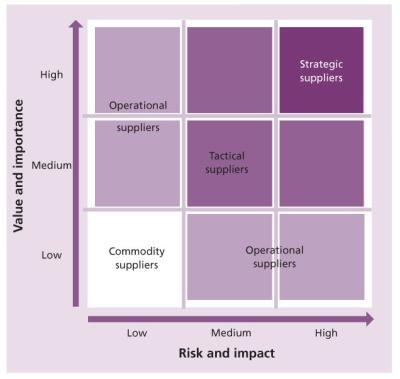 High
Strategic
suppliers
Operational
suppliers
Value and importance
Medium
Tactical
suppliers
Low
Commodity
suppliers
Operational
suppliers
Low
Medium
High
Risk and impact